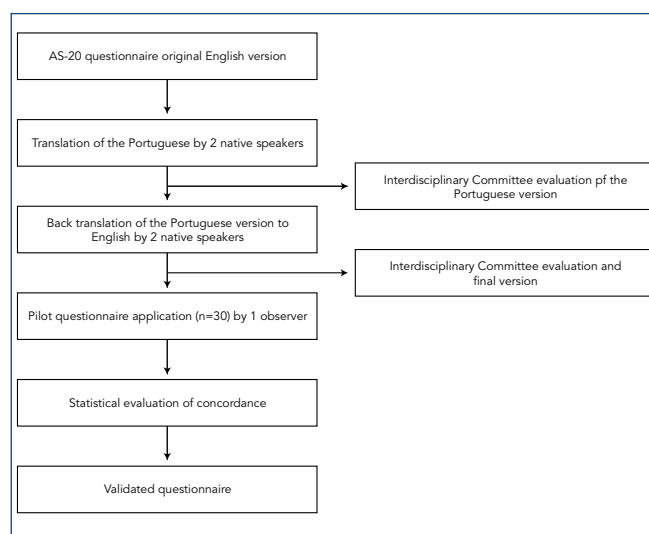 AS-20 questionnaire original English version
Translation of the Portuguese by 2 native speakers
Interdisciplinary Committee evaluation pf the
Portuguese version
Back translation of the Portuguese version to
English by 2 native speakers
Interdisciplinary Committee evaluation and
final version
Pilot questionnaire application (n=30) by 1 observer
Statistical evaluation of concordance
Validated questionnaire